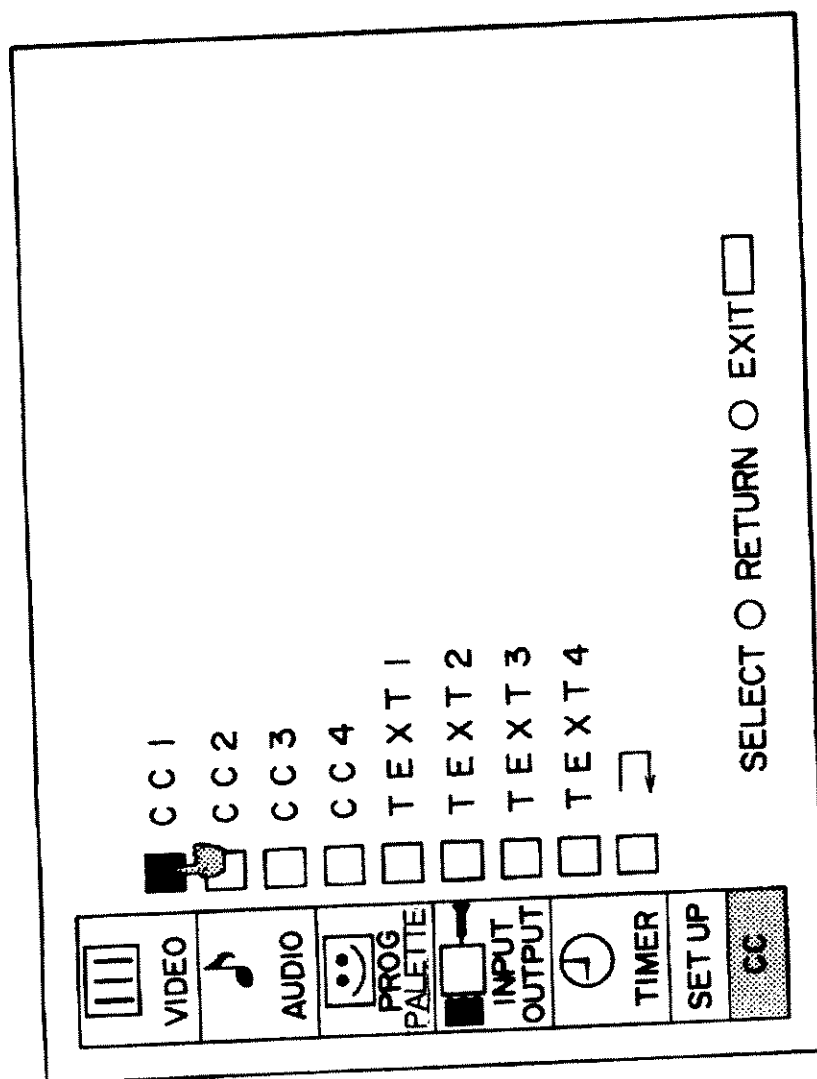 VIDEO
AUDIO
PROG
PALETTE
INPUT
OUTPUT
TIMER
SET UP
CC
CC1
CC2
CC3
CC4
TEXT1
TEXT2
TEXT3
TEXT4
SELECT RETURN EXIT